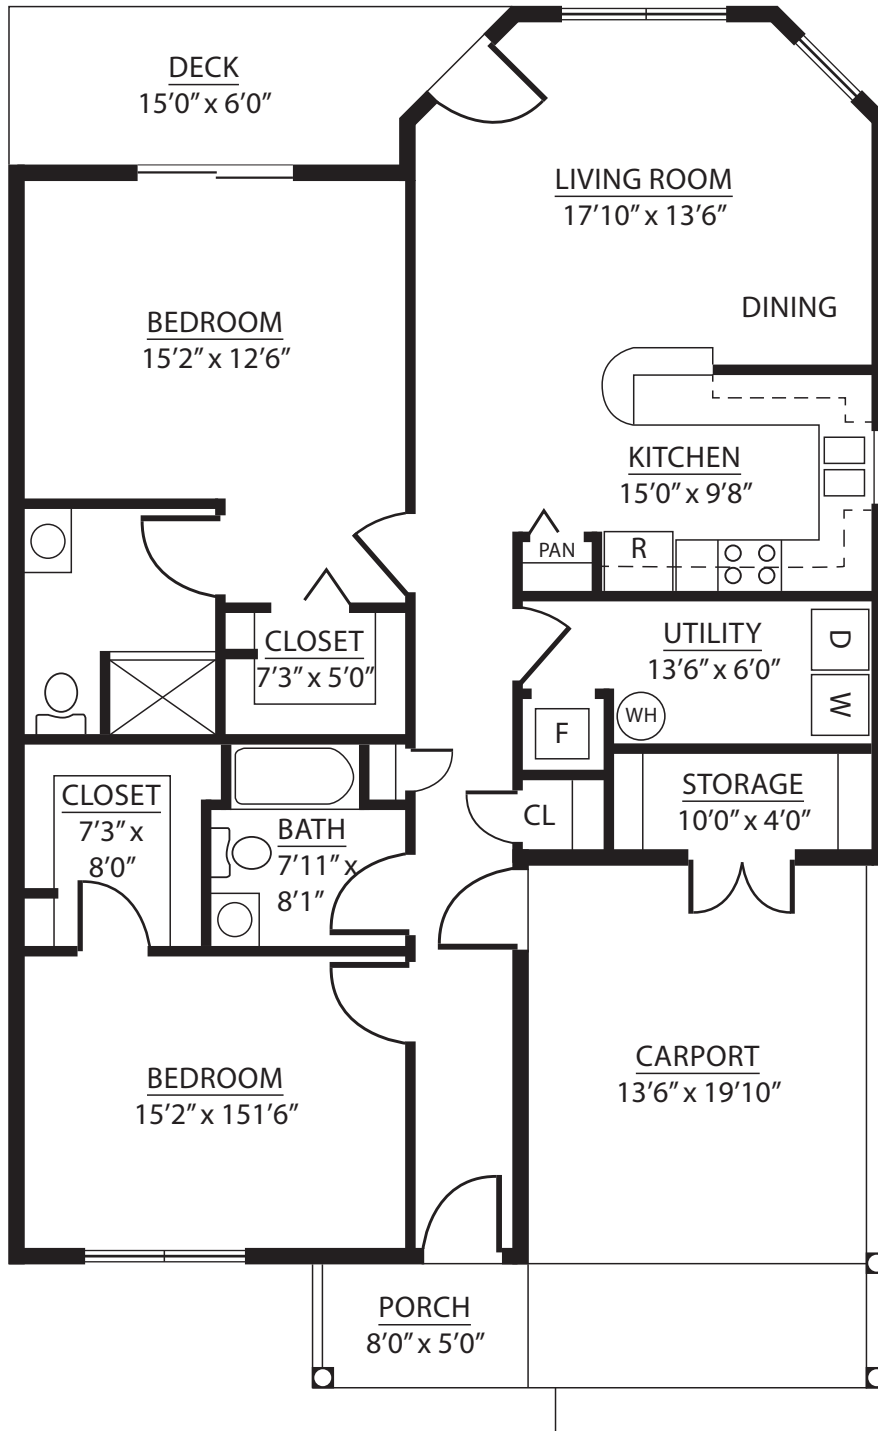 DECK
15’0” x 6’0”
LIVING ROOM
17’10” x 13’6”
DINING
BEDROOM
15’2” x 12’6”
KITCHEN
15’0” x 9’8”
PAN
R
UTILITY
13’6” x 6’0”
D
W
WH
F
CLOSET
7’3” x 5’0”
CLOSET
7’3” x
8’0”
BATH
7’11” x
8’1”
CL
STORAGE
10’0” x 4’0”
BEDROOM
15’2” x 151’6”
CARPORT
13’6” x 19’10”
PORCH
8’0” x 5’0”